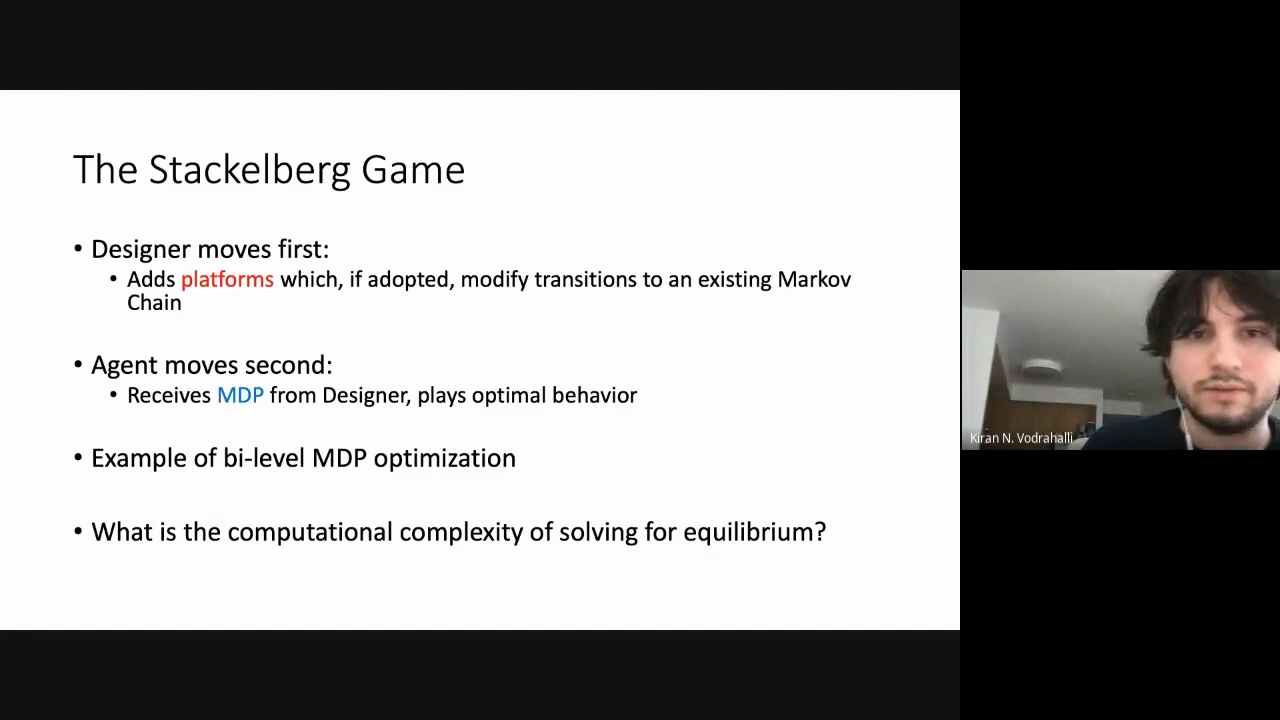 The Stackelberg Game
• Designer moves first:
• Adds platforms which, if adopted, modify transitions to an existing Markov
Chain
• Agent moves second:
• Receives MDP from Designer, plays optimal behavior
• Example of bi-level MDP optimization
• What is the computational complexity of solving for equilibrium?
Kiran N. Vodrahalli